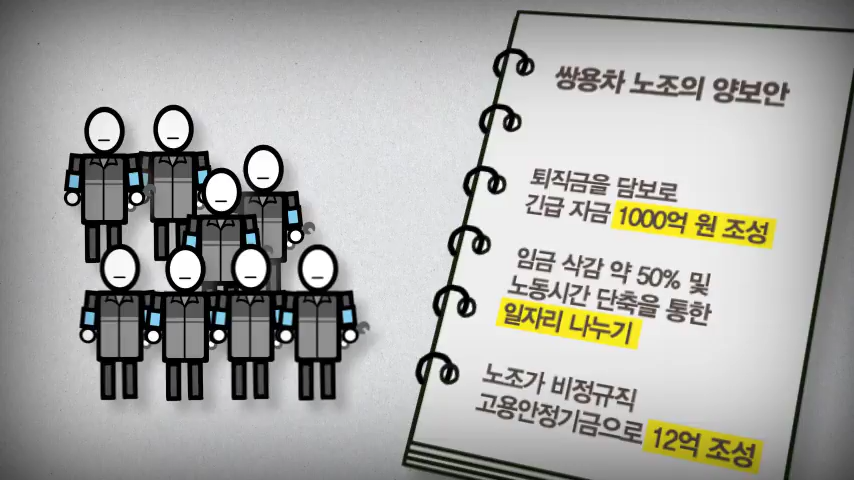 쌍용차 노조의 양보안
퇴직금을 담보로
긴급 자금 1000억 원 조성
임금 삭감 약 50% 및
노동시간 단축을 통한
일자리 나누기
노조가 비정규직
고용안정기금으로 12억 조성